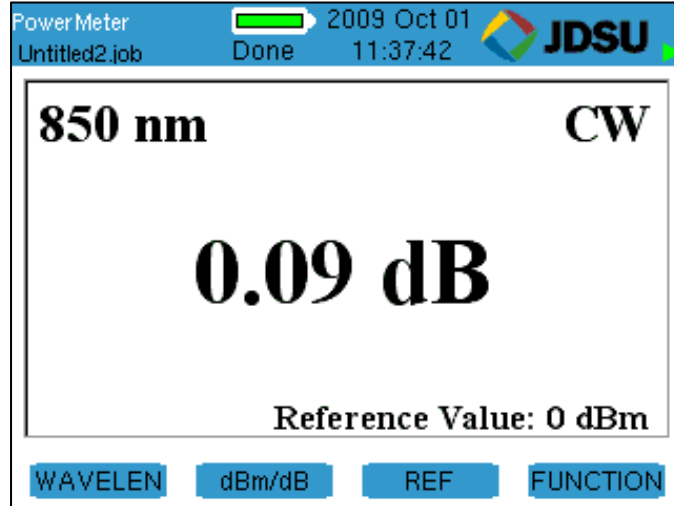 PowerMeter 2009 Oct 01 JDSU
Untitled2.job Done 11:37:42
850 nm CW
0.09 dB
Reference Value: 0 dBm
WAVELEN dBm/dB REF FUNCTION